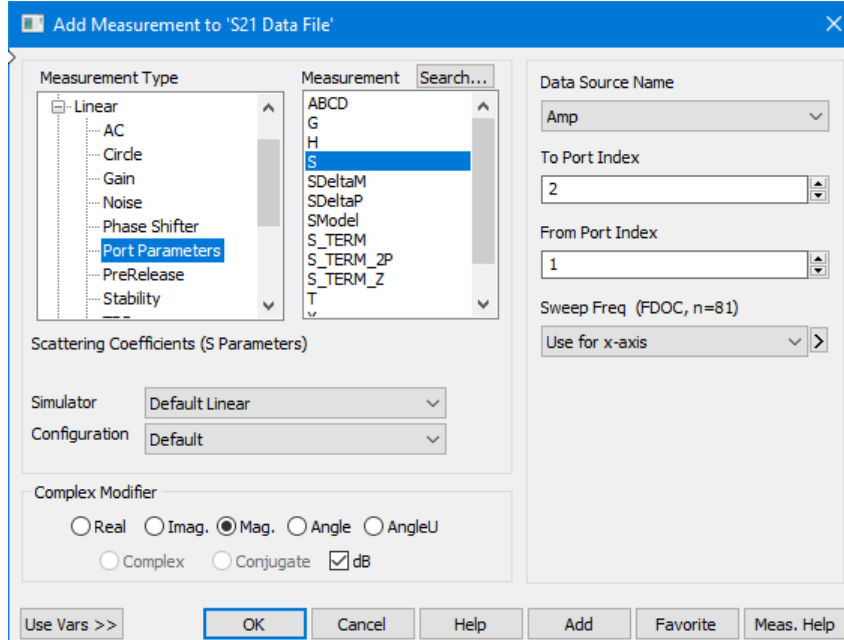 Add Measurement to 'S21 Data File'
Measurement Type
Linear
AC
Circle
Gain
Noise
Phase Shifter
Port Parameters
PreRelease
Stability
Measurement
Search...
ABCD
G
H
S
SDeltaM
SDeltaP
SModel
S_TERM
S_TERM_2P
S_TERM_Z
T
Scattering Coefficients (S Parameters)
Simulator
Default Linear
Configuration
Default
Complex Modifier
Real Imag. Mag. Angle AngleU
Complex Conjugate dB
Data Source Name
Amp
To Port Index
2
From Port Index
1
Sweep Freq (FDOC, n=81)
Use for x-axis
>
Use Vars >> OK Cancel Help Add Favorite Meas. Help